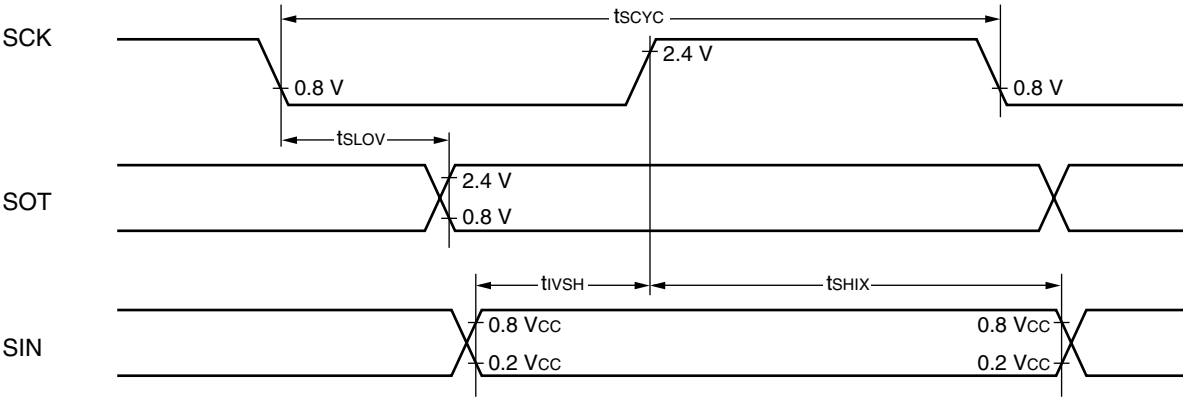 tSCYC
SCK
2.4 V
0.8 V
0.8 V
tSLOV
SOT
2.4 V
0.8 V
tIVSH
tSHIX
SIN
0.8 VCC
0.8 VCC
0.2 VCC
0.2 VCC